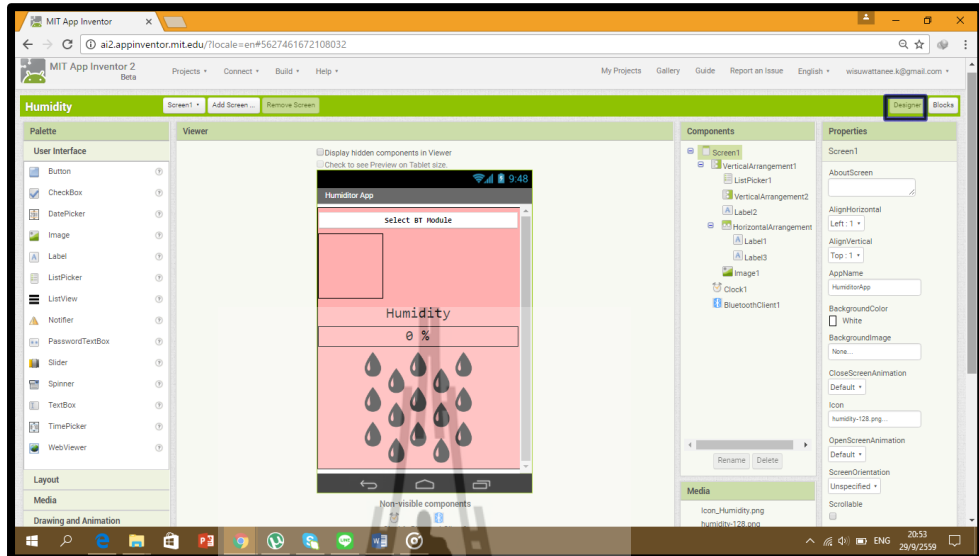 MIT App Inventor
ai2.appinventor.mit.edu/?locale=en#5627461672108032
MIT App Inventor 2
Beta
Projects
Connect
Build
Help
My Projects
Gallery
Guide
Report an Issue
English
wisuwattanee.k@gmail.com
Humidity
Screen1
Add Screen ...
Remove Screen
Designer
Blocks
Palette
User Interface
Button
CheckBox
DatePicker
Image
Label
ListPicker
ListView
Notifier
PasswordTextBox
Slider
Spinner
TextBox
TimePicker
WebViewer
Layout
Media
Drawing and Animation
Viewer
Display hidden components in Viewer
Check to see Preview on Tablet size.
9:48
Humiditor App
Select BT Module
Humidity
0 %
Non-visible components
Components
Screen1
VerticalArrangement1
ListPicker1
VerticalArrangement2
Label2
HorizontalArrangement
Label1
Label3
Image1
Clock1
BluetoothClient1
Rename
Delete
Media
Icon_Humidity.png
humidity-128.png
Properties
Screen1
AboutScreen
AlignHorizontal
Left : 1
AlignVertical
Top : 1
AppName
HumiditorApp
BackgroundColor
White
BackgroundImage
None...
CloseScreenAnimation
Default
Icon
humidity-128.png...
OpenScreenAnimation
Default
ScreenOrientation
Unspecified
Scrollable
ENG
20:53
29/9/2559